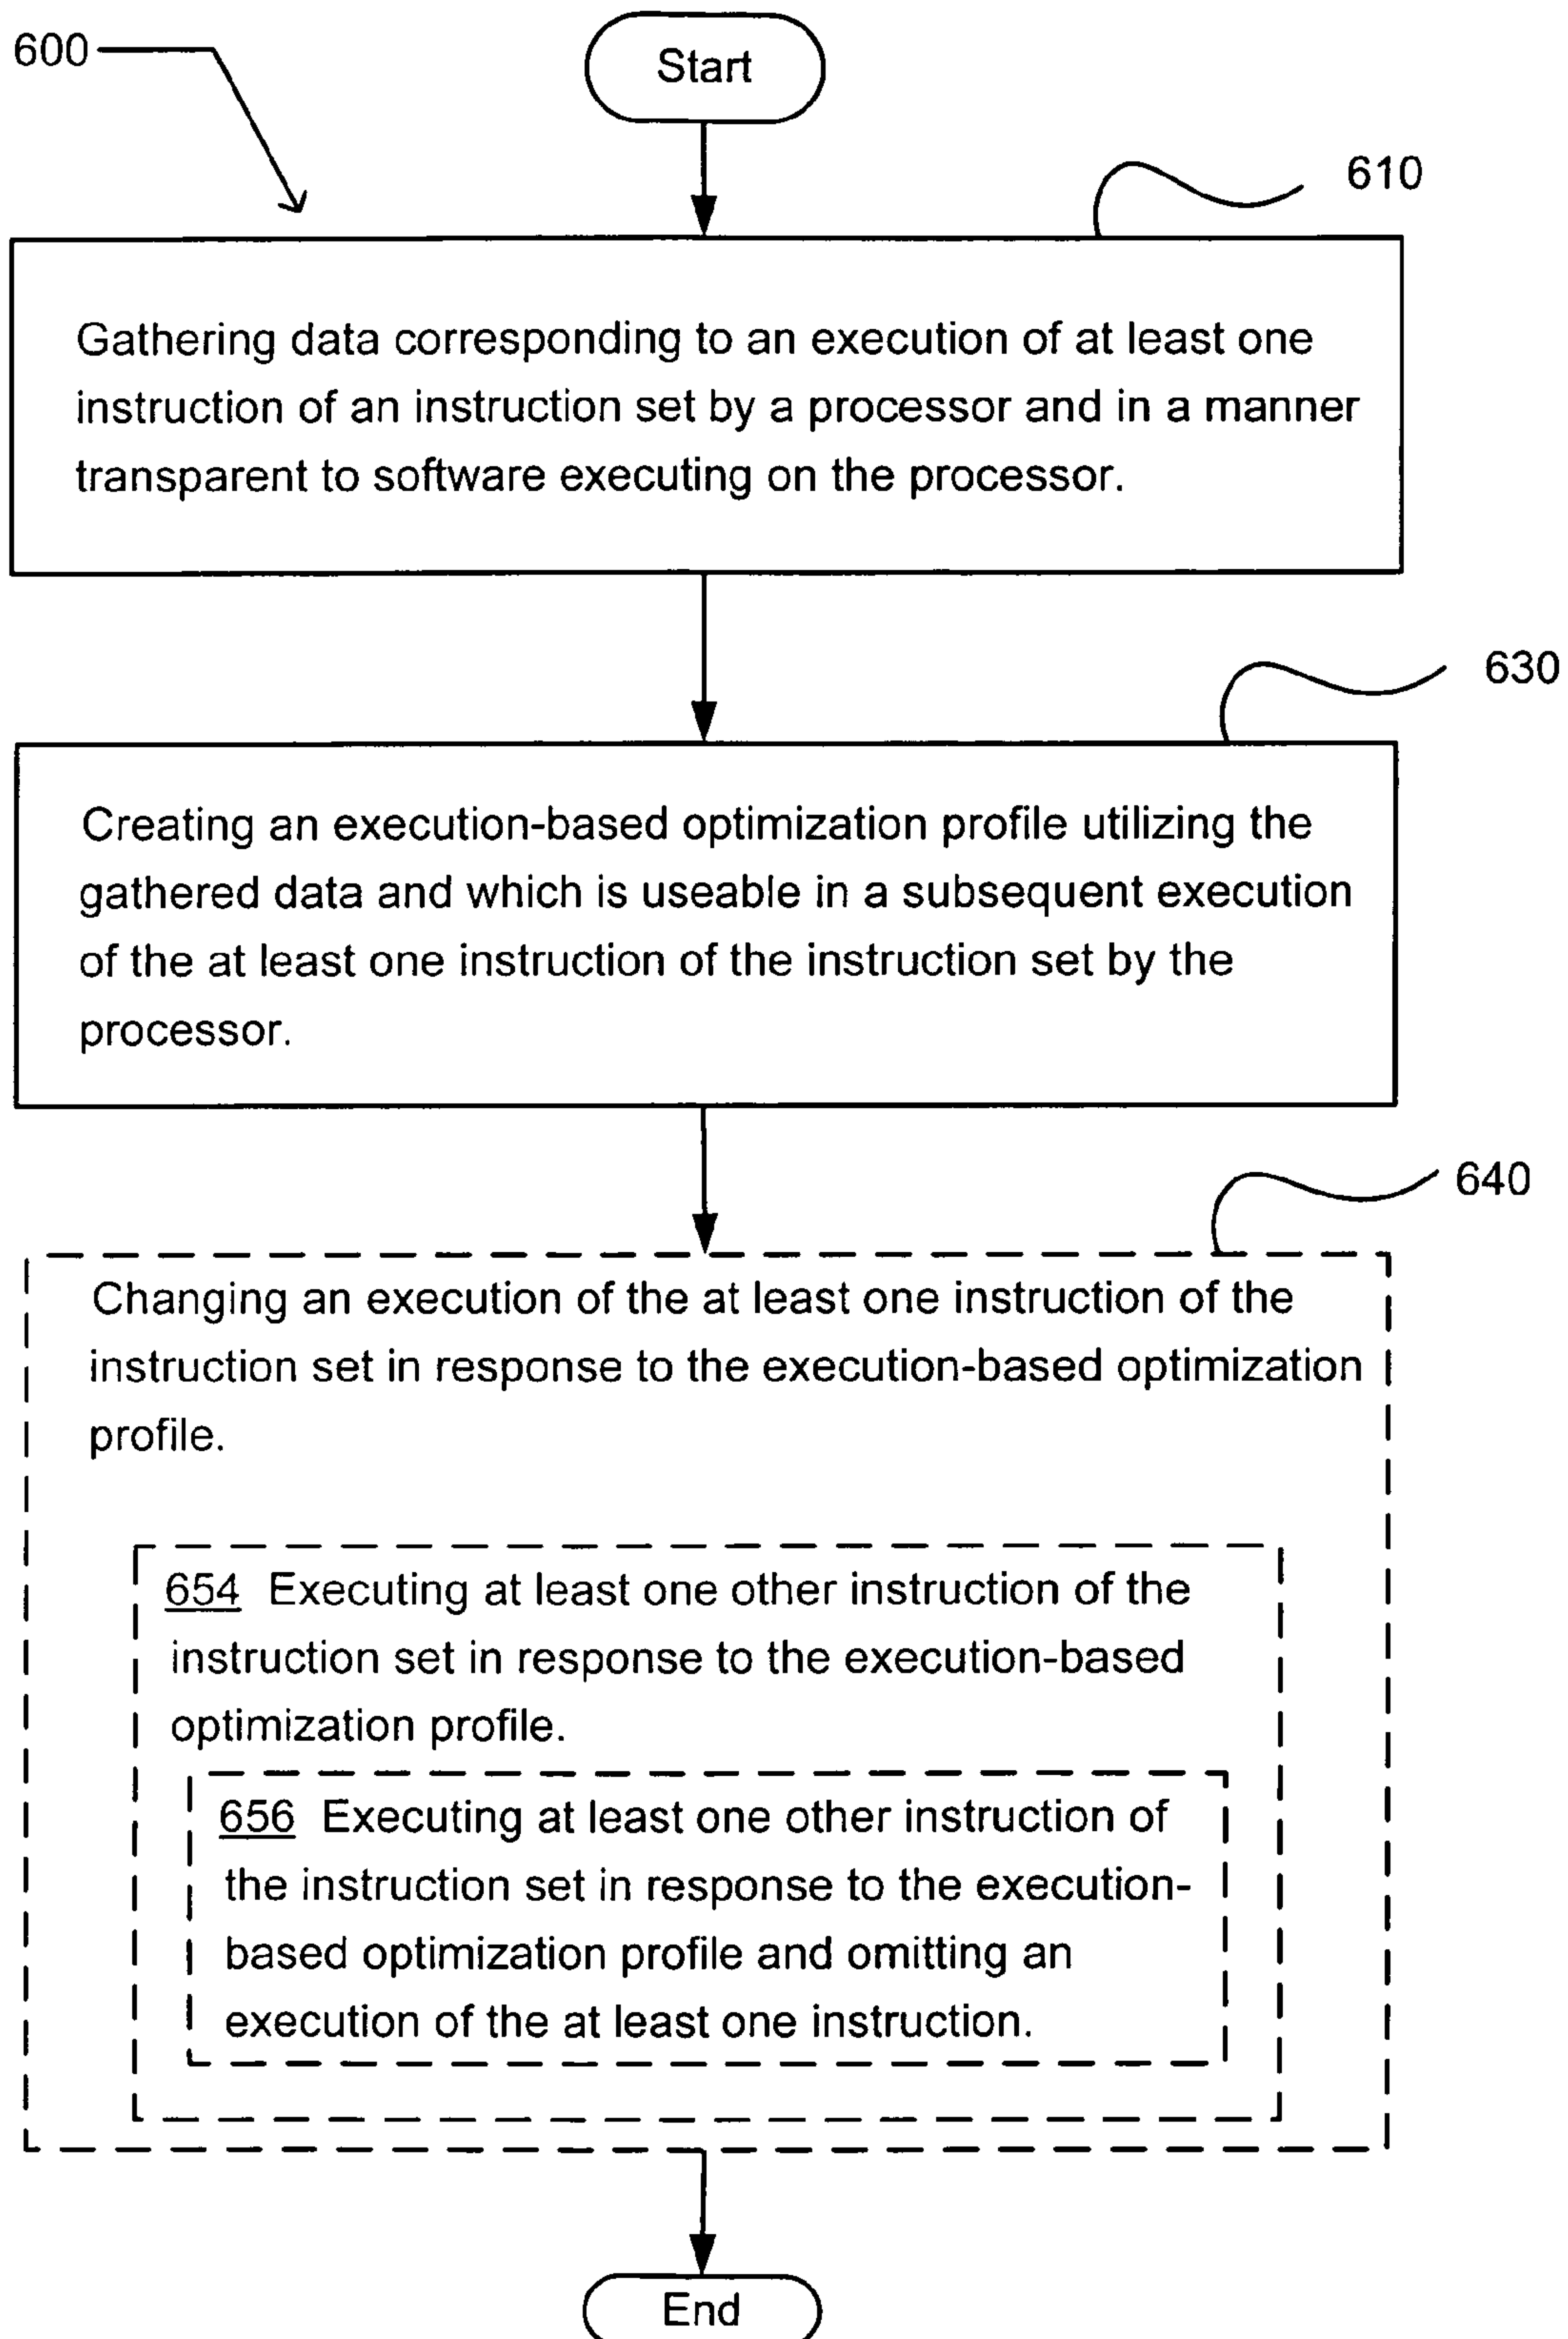 600
Start
610
Gathering data corresponding to an execution of at least one
instruction of an instruction set by a processor and in a manner
transparent to software executing on the processor.
630
Creating an execution-based optimization profile utilizing the
gathered data and which is useable in a subsequent execution
of the at least one instruction of the instruction set by the
processor.
640
Changing an execution of the at least one instruction of the
instruction set in response to the execution-based optimization
profile.
654 Executing at least one other instruction of the
instruction set in response to the execution-based
optimization profile.
656 Executing at least one other instruction of
the instruction set in response to the execution-
based optimization profile and omitting an
execution of the at least one instruction.
End